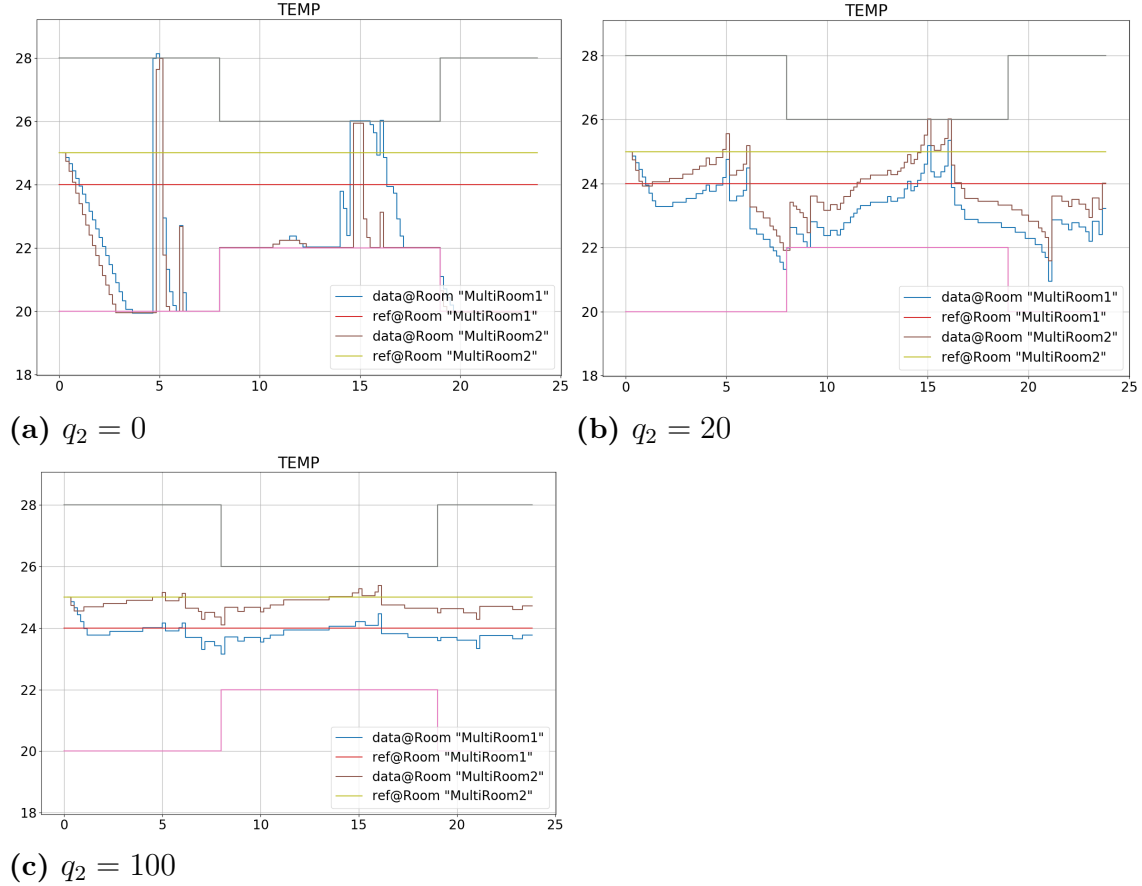 TEMP
28
26
24
22
20
18
0 5 10 15 20 25
data@Room "MultiRoom1"
ref@Room "MultiRoom1"
data@Room "MultiRoom2"
ref@Room "MultiRoom2"
(a) q₂ = 0
TEMP
28
26
24
22
20
18
0 5 10 15 20 25
data@Room "MultiRoom1"
ref@Room "MultiRoom1"
data@Room "MultiRoom2"
ref@Room "MultiRoom2"
(b) q₂ = 20
TEMP
28
26
24
22
20
18
0 5 10 15 20 25
data@Room "MultiRoom1"
ref@Room "MultiRoom1"
data@Room "MultiRoom2"
ref@Room "MultiRoom2"
(c) q₂ = 100